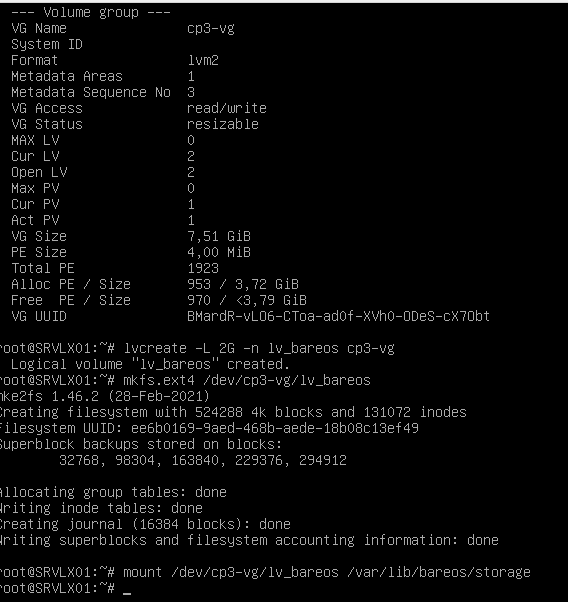 --- Volume group ---
VG Name cp3-vg
System ID
Format lvm2
Metadata Areas 1
Metadata Sequence No 3
VG Access read/write
VG Status resizable
MAX LV 0
Cur LV 2
Open LV 2
Max PV 0
Cur PV 1
Act PV 1
VG Size 7,51 GiB
PE Size 4,00 MiB
Total PE 1923
Alloc PE / Size 953 / 3,72 GiB
Free PE / Size 970 / <3,79 GiB
VG UUID BMardR-vLO6-CToa-ad0f-XVh0-ODeS-cX7Obt
root@SRVLX01:~# lvcreate -L 2G -n lv_bareos cp3-vg
Logical volume "lv_bareos" created.
root@SRVLX01:~# mkfs.ext4 /dev/cp3-vg/lv_bareos
mke2fs 1.46.2 (28-Feb-2021)
Creating filesystem with 524288 4k blocks and 131072 inodes
Filesystem UUID: ee6b0169-9aed-468b-aede-18b08c13ef49
Superblock backups stored on blocks:
32768, 98304, 163840, 229376, 294912
Allocating group tables: done
Writing inode tables: done
Creating journal (16384 blocks): done
Writing superblocks and filesystem accounting information: done
root@SRVLX01:~# mount /dev/cp3-vg/lv_bareos /var/lib/bareos/storage
root@SRVLX01:~# _